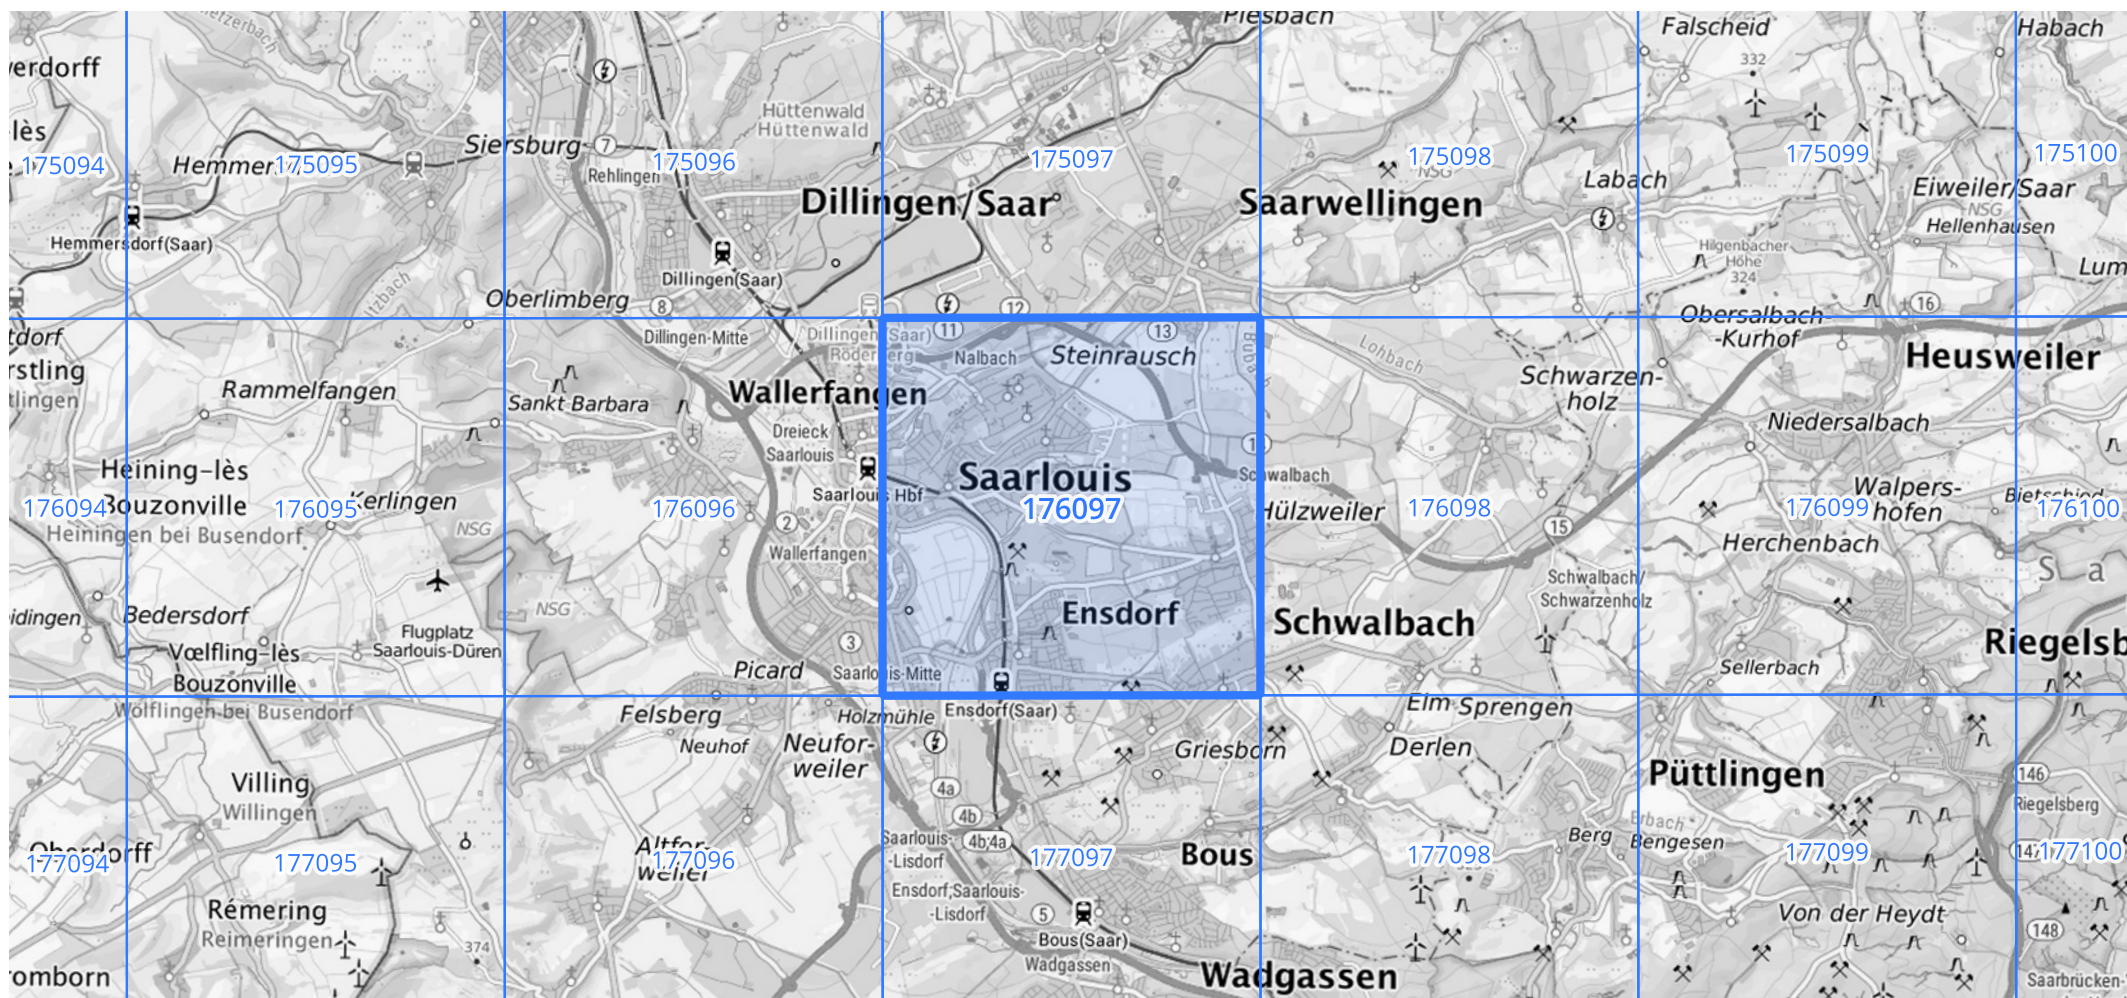 Piesbach
Falscheid
Habach
332
Hüttenwald
Hüttenwald
Siersburg
7
Rehlingen
175094
175095
175096
175097
175098
175099
175100
NSG
Labach
Eiweiler/Saar
NSG
Hellenhausen
Dillingen/Saar
Saarwellingen
Hemmersdorf(Saar)
Dillingen(Saar)
Hilgenbacher
Höhe
324
Oberlimberg
8
12
16
Obersalbach
-Kurhof
Dillingen-Mitte
Dillingen(Saar)
11
13
Nalbach
Steinrausch
Lohbach
Heusweiler
Schwarzen-
holz
Rammelfangen
Sankt Barbara
Wallerfangen
Niedersalbach
Dreieck
Saarlouis
Heining-lès
Bouzonville
Heiningen bei Busendorf
Kerlingen
NSG
Saarlouis Hbf
Saarlouis
Schwalbach
Walpers-
hofen
176094
176095
176096
176097
176098
176099
176100
Hülzweiler
15
2
Wallerfangen
Herchenbach
S a
Schwalbach/
Schwarzenholz
NSG
Bedersdorf
Flugplatz
Saarlouis-Düren
Ensdorf
Schwalbach
3
Vœlfling-lès
Bouzonville
Picard
Saarlouis-Mitte
Sellerbach
Wölflingen bei Busendorf
Felsberg
Neuhof
Holzmühle
Ensdorf(Saar)
Elm
Sprengen
Neufor-
weiler
Griesborn
Derlen
Villing
Willingen
Püttlingen
146
Riegelsberg
4a
4b
4b;4a
Saarlouis-
-Lisdorf
Erbach
Berg
Bengesen
Bous
177094
177095
177096
177097
177098
177099
177100
Ensdorf;Saarlouis-
-Lisdorf
5
Bous(Saar)
Wadgassen
Rémering
Reimeringen
374
Von der Heydt
148
Wadgassen
Saarbrücken-